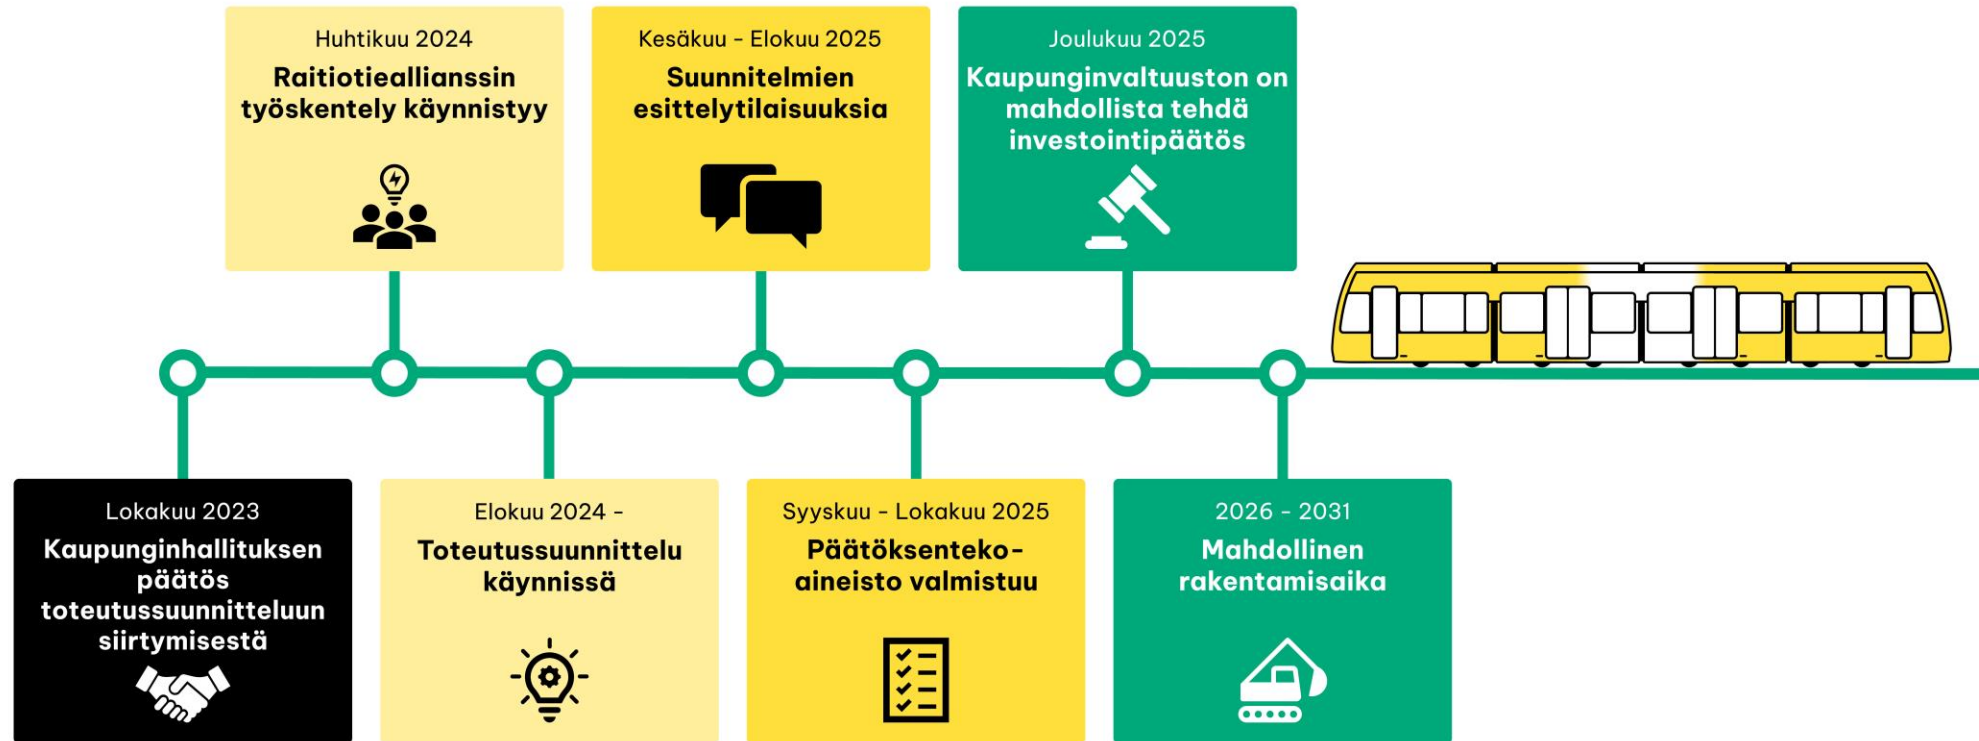 Huhtikuu 2024
Raitiotieallianssin
työskentely käynnistyy
Kesäkuu - Elokuu 2025
Suunnitelmien
esittelytilaisuuksia
Joulukuu 2025
Kaupunginvaltuuston on
mahdollista tehdä
investointipäätös
Lokakuu 2023
Kaupunginhallituksen
päätös
toteutussuunnitteluun
siirtymisestä
Elokuu 2024 -
Toteutussuunnittelu
käynnissä
Syyskuu - Lokakuu 2025
Päätöksenteko-
aineisto valmistuu
2026 - 2031
Mahdollinen
rakentamisaika